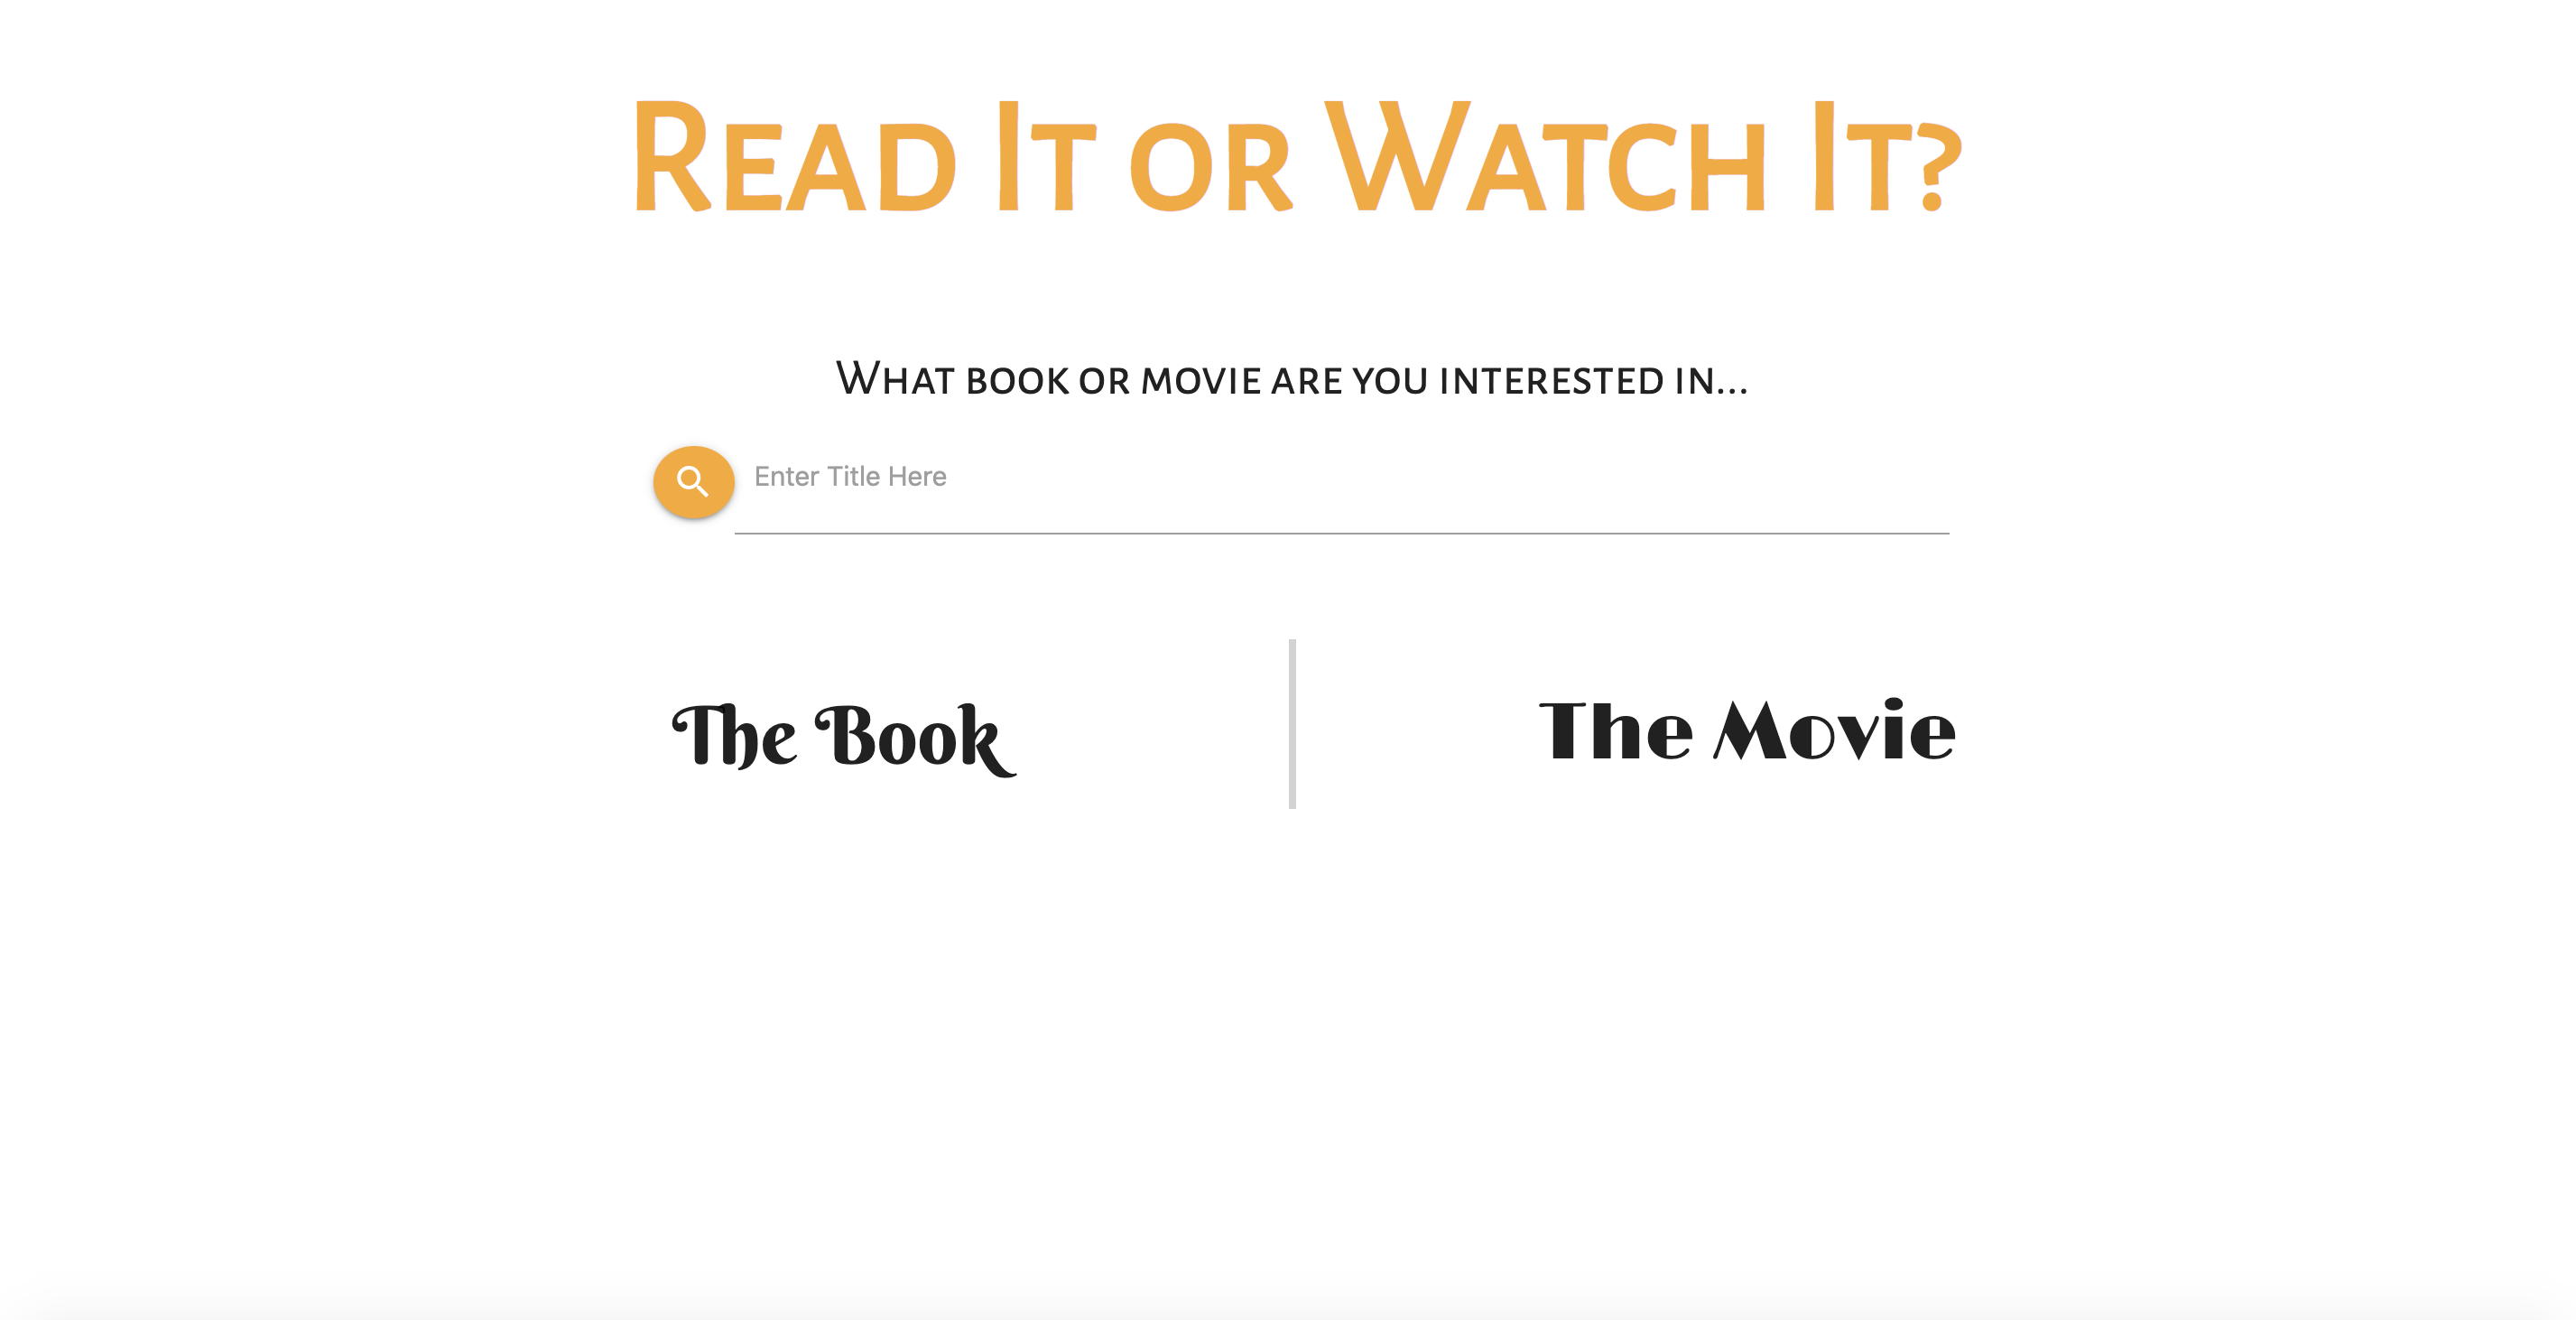 Read It or Watch It?
What book or movie are you interested in...
Enter Title Here
The Book
The Movie